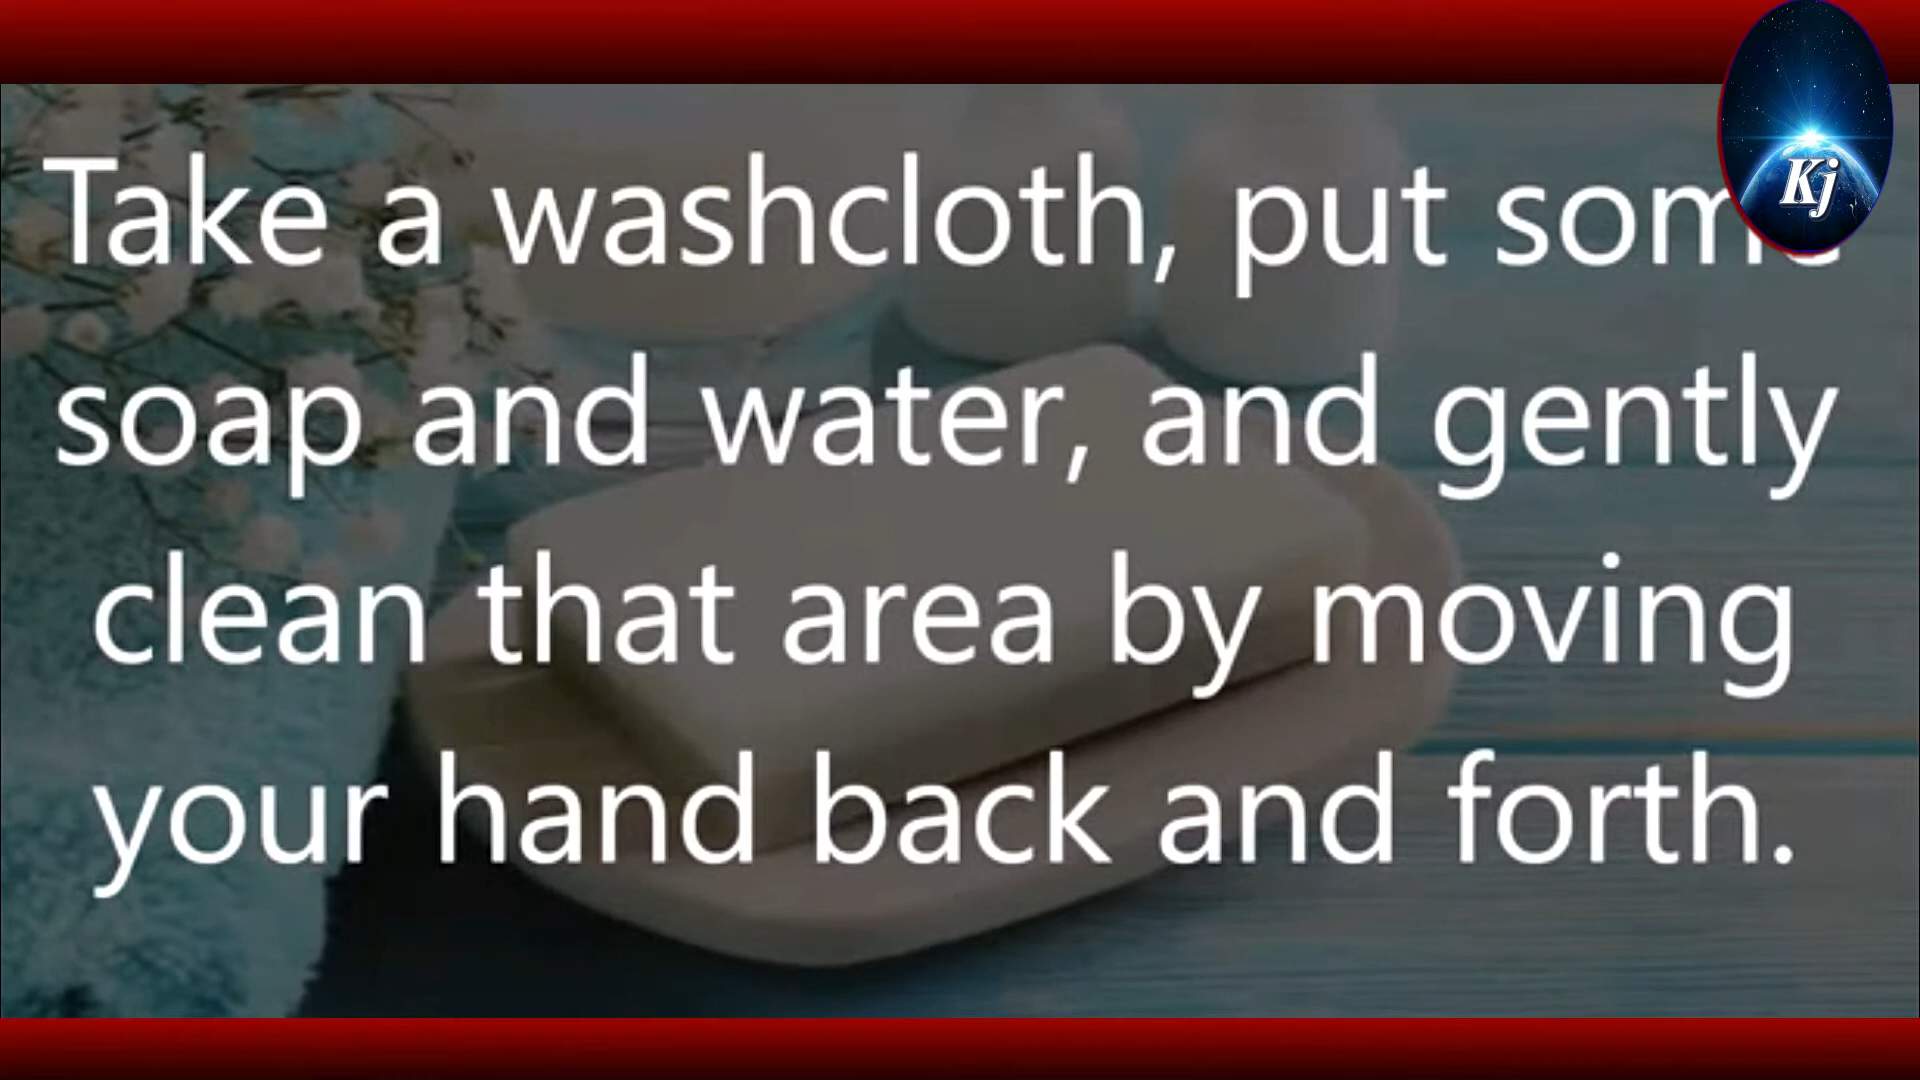 Take a washcloth, put some
soap and water, and gently
clean that area by moving
your hand back and forth.
Kj